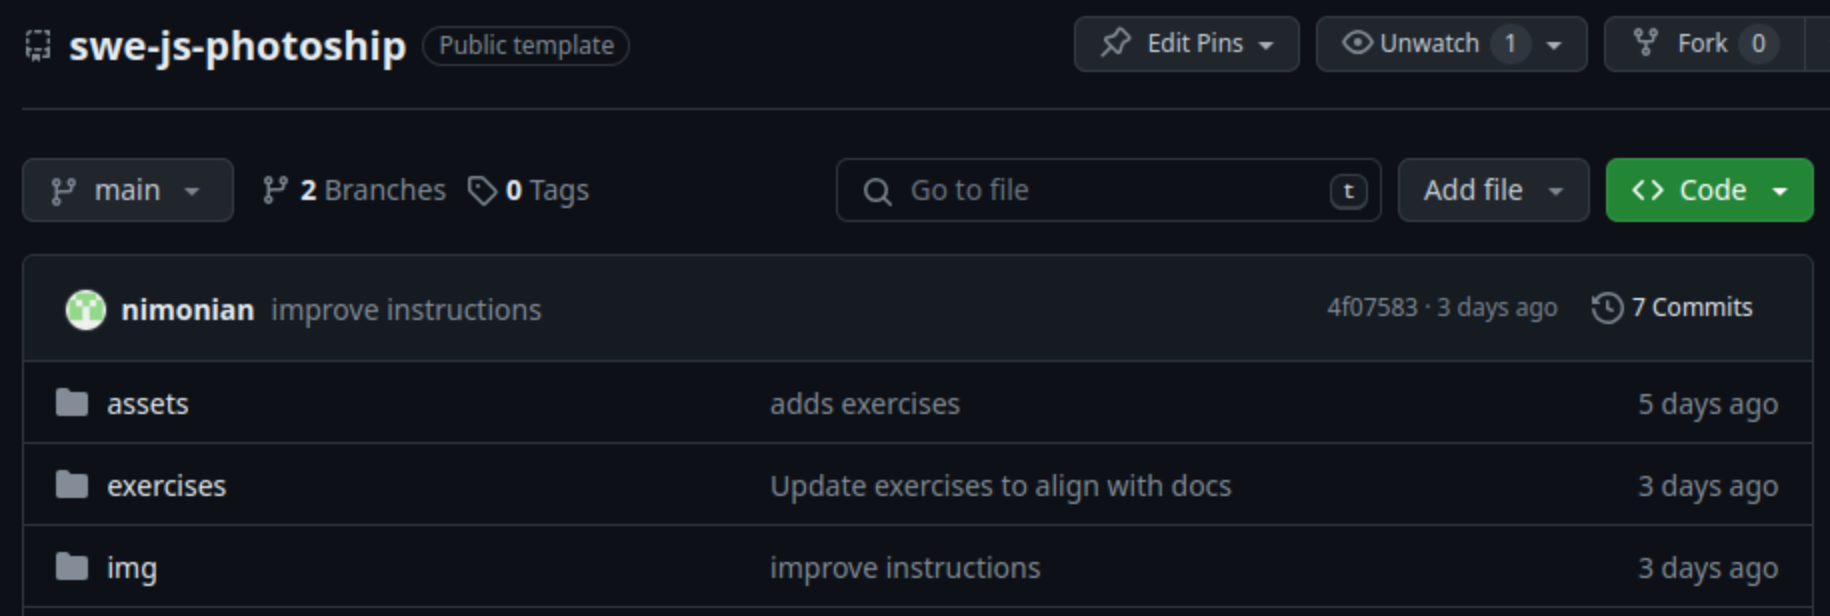 swe-js-photoship Public template Edit Pins Unwatch 1 Fork 0
main 2 Branches 0 Tags Go to file t Add file <> Code
nimonian improve instructions 4f07583 · 3 days ago 7 Commits
assets adds exercises 5 days ago
exercises Update exercises to align with docs 3 days ago
img improve instructions 3 days ago